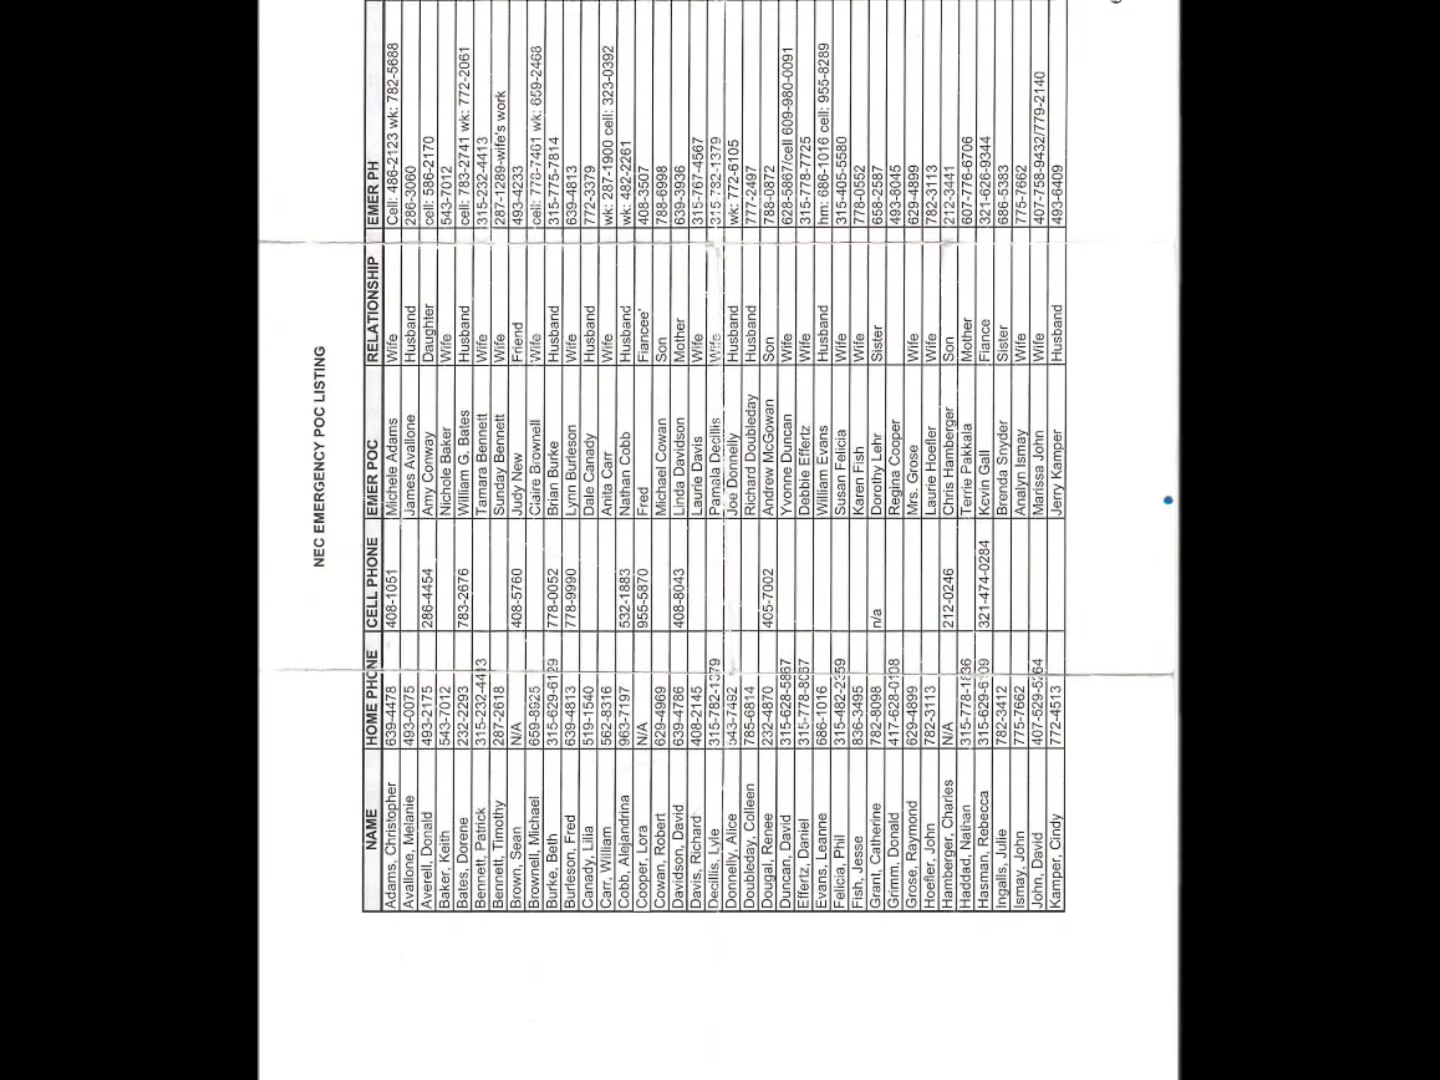 NEC EMERGENCY POC LISTING
NAME HOME PHONE CELL PHONE EMER POC RELATIONSHIP EMER PH
Adams, Christopher 639-4478 408-1051 Michele Adams Wife Cell: 486-2123 wk: 782-5688
Avallone, Melanie 493-0075 James Avallone Husband 286-3060
Averell, Donald 493-2175 286-4454 Amy Conway Daughter cell: 586-2170
Baker, Keith 543-7012 Nichole Baker Wife 543-7012
Bates, Dorene 232-2293 783-2676 William G. Bates Husband cell: 783-2741 wk: 772-2061
Bennett, Patrick 315-232-4413 Tamara Bennett Wife 315-232-4413
Bennett, Timothy 287-2618 Sunday Bennett Wife 287-1289-wife's work
Brown, Sean N/A 408-5760 Judy New Friend 493-4233
Brownell, Michael 659-8925 Claire Brownell Wife cell: 776-7461 wk: 659-2468
Burke, Beth 315-629-6129 778-0052 Brian Burke Husband 315-775-7814
Burleson, Fred 639-4813 778-9990 Lynn Burleson Wife 639-4813
Canady, Lilia 519-1540 Dale Canady Husband 772-3379
Carr, William 562-8316 Anita Carr Wife wk: 287-1900 cell: 323-0392
Cobb, Alejandrina 963-7197 532-1883 Nathan Cobb Husband wk: 482-2261
Cooper, Lora N/A 955-5870 Fred Fiancee' 408-3507
Cowan, Robert 629-4969 Michael Cowan Son 788-6998
Davidson, David 639-4786 408-8043 Linda Davidson Mother 639-3936
Davis, Richard 408-2145 Laurie Davis Wife 315-767-4567
Decillis, Lyle 315-782-1379 Pamala Decillis Wife 315-782-1379
Donnelly, Alice 543-7492 Joe Donnelly Husband wk: 772-6105
Doubleday, Colleen 785-6814 Richard Doubleday Husband 777-2497
Dougal, Renee 232-4870 405-7002 Andrew McGowan Son 788-0872
Duncan, David 315-628-5867 Yvonne Duncan Wife 628-5867/cell 609-980-0091
Effertz, Daniel 315-778-8067 Debbie Effertz Wife 315-778-7725
Evans, Leanne 686-1016 William Evans Husband hm: 686-1016 cell: 955-8289
Felicia, Phil 315-482-2359 Susan Felicia Wife 315-405-5580
Fish, Jesse 836-3495 Karen Fish Wife 778-0552
Grant, Catherine 782-8098 n/a Dorothy Lehr Sister 658-2587
Grimm, Donald 417-628-0108 Regina Cooper 493-8045
Grose, Raymond 629-4899 Mrs. Grose Wife 629-4899
Hoefler, John 782-3113 Laurie Hoefler Wife 782-3113
Hamberger, Charles N/A 212-0246 Chris Hamberger Son 212-3441
Haddad, Nathan 315-778-1836 Terrie Pakkala Mother 607-776-6706
Hasman, Rebecca 315-629-6109 321-474-0284 Kevin Gall Fiance 321-626-9344
Ingalls, Julie 782-3412 Brenda Snyder Sister 686-5383
Ismay, John 775-7662 Analyn Ismay Wife 775-7662
John, David 407-529-5264 Marissa John Wife 407-758-9432/779-2140
Kamper, Cindy 772-4513 Jerry Kamper Husband 493-6409